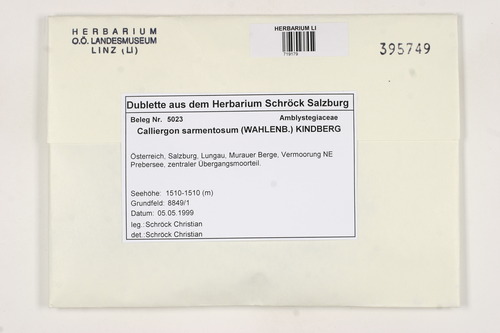 HERBARIUM
O.Ö. LANDESMUSEUM
LINZ (LI)
HERBARIUM LI
719179
395749
Dublette aus dem Herbarium Schröck Salzburg
Beleg Nr. 5023 Amblystegiaceae
Calliergon sarmentosum (WAHLENB.) KINDBERG
Österreich, Salzburg, Lungau, Murauer Berge, Vermoorung NE
Prebersee, zentraler Übergangsmoorteil.
Seehöhe: 1510-1510 (m)
Grundfeld: 8849/1
Datum: 05.05.1999
leg.: Schröck Christian
det.: Schröck Christian